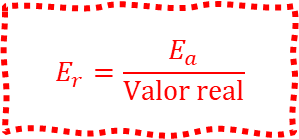 E_r = E_a / Valor real